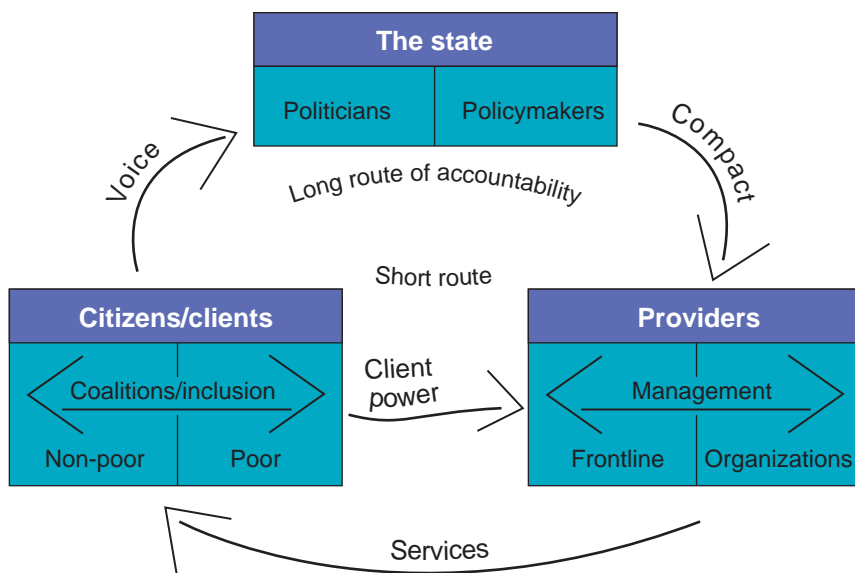 The state
Politicians
Policymakers
Voice
Compact
Long route of accountability
Short route
Citizens/clients
Providers
Coalitions/inclusion
Client
power
Management
Non-poor
Poor
Frontline
Organizations
Services